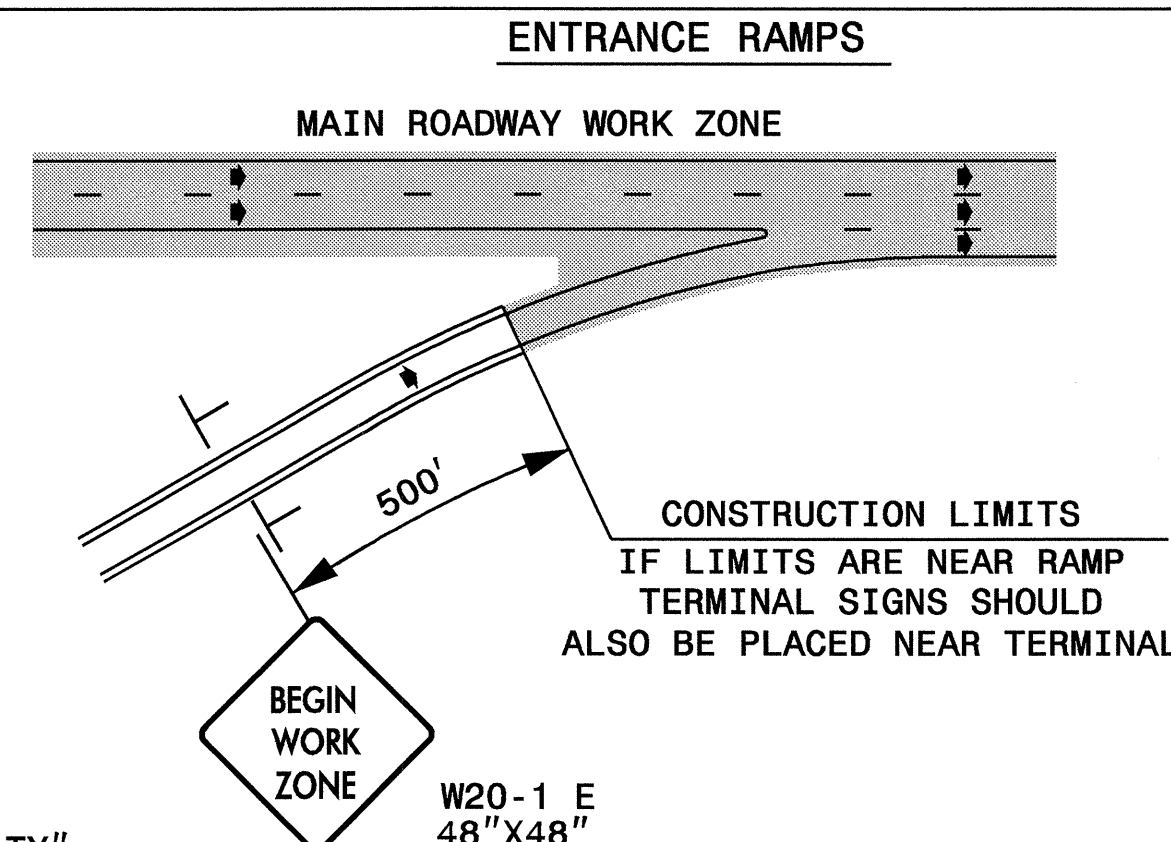 ENTRANCE RAMPS
MAIN ROADWAY WORK ZONE
500'
CONSTRUCTION LIMITS
IF LIMITS ARE NEAR RAMP
TERMINAL SIGNS SHOULD
ALSO BE PLACED NEAR TERMINAL
BEGIN
WORK
ZONE
W20-1 E
48"X48"